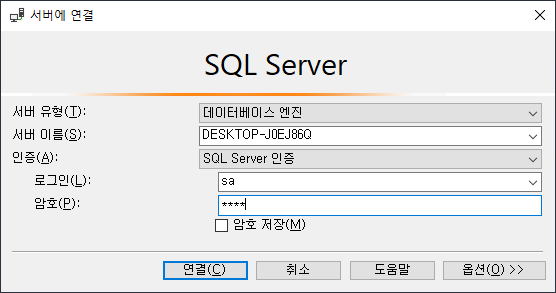 서버에 연결
SQL Server
서버 유형(T): 데이터베이스 엔진
서버 이름(S): DESKTOP-J0EJ86Q
인증(A): SQL Server 인증
로그인(L): sa
암호(P): ****
암호 저장(M)
연결(C) 취소 도움말 옵션(O) >>